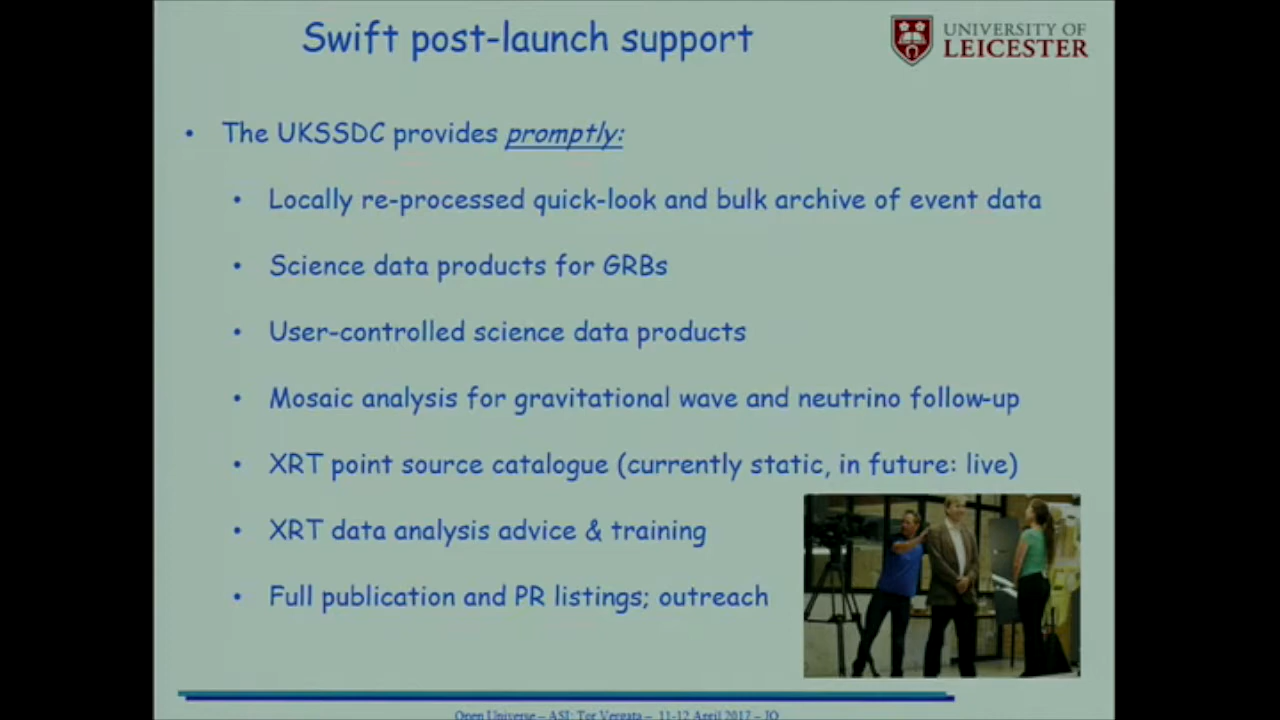 Swift post-launch support
UNIVERSITY OF
LEICESTER
• The UKSSDC provides promptly:
• Locally re-processed quick-look and bulk archive of event data
• Science data products for GRBs
• User-controlled science data products
• Mosaic analysis for gravitational wave and neutrino follow-up
• XRT point source catalogue (currently static, in future: live)
• XRT data analysis advice & training
• Full publication and PR listings; outreach
Open Universe – ASI: Tor Vergata – 11-12 April 2017 – JO